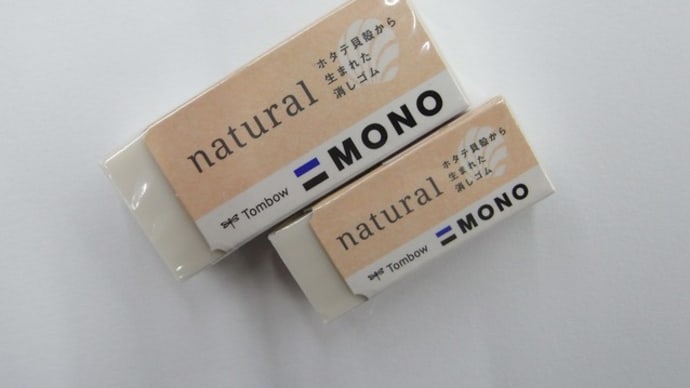 natural
ホタテ貝殻から
生まれた
消しゴム
Tombow
MONO
natural
ホタテ貝殻から
生まれた
消しゴム
Tombow
MONO